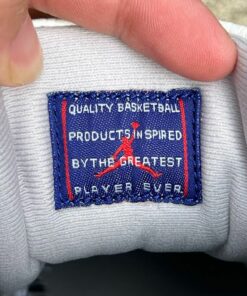 QUALITY BASKETBALL
PRODUCTS INSPIRED
BY THE GREATEST
PLAYER EVER.